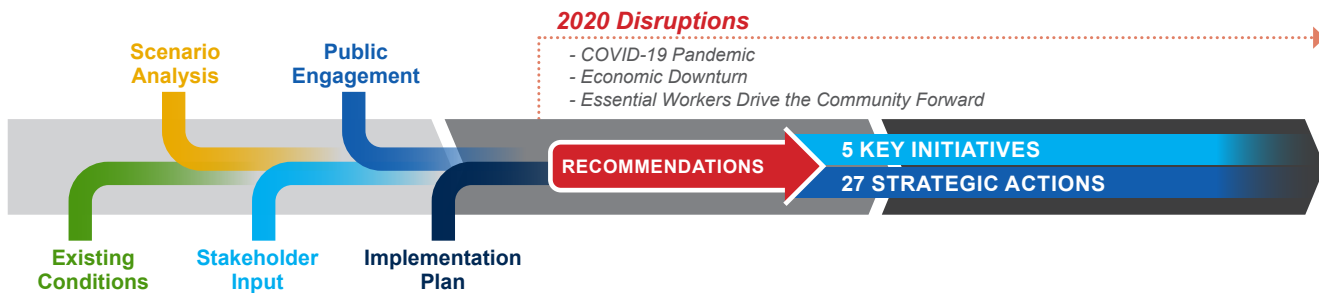 2020 Disruptions
- COVID-19 Pandemic
- Economic Downturn
- Essential Workers Drive the Community Forward
Scenario
Analysis
Public
Engagement
RECOMMENDATIONS
5 KEY INITIATIVES
27 STRATEGIC ACTIONS
Existing
Conditions
Stakeholder
Input
Implementation
Plan